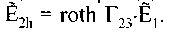 Ẽ₂ₕ = roth Γ₂₃·Ẽ₁.